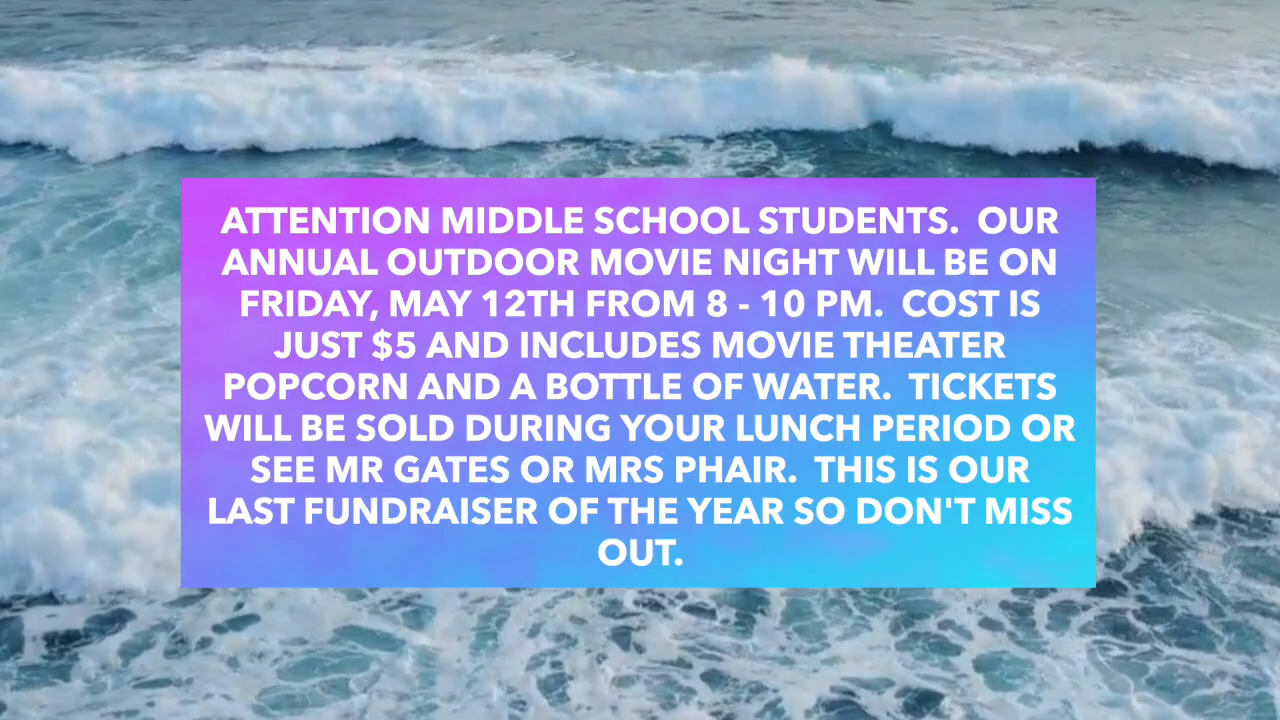 ATTENTION MIDDLE SCHOOL STUDENTS.  OUR
ANNUAL OUTDOOR MOVIE NIGHT WILL BE ON
FRIDAY, MAY 12TH FROM 8 - 10 PM.  COST IS
JUST $5 AND INCLUDES MOVIE THEATER
POPCORN AND A BOTTLE OF WATER.  TICKETS
WILL BE SOLD DURING YOUR LUNCH PERIOD OR
SEE MR GATES OR MRS PHAIR.  THIS IS OUR
LAST FUNDRAISER OF THE YEAR SO DON'T MISS
OUT.